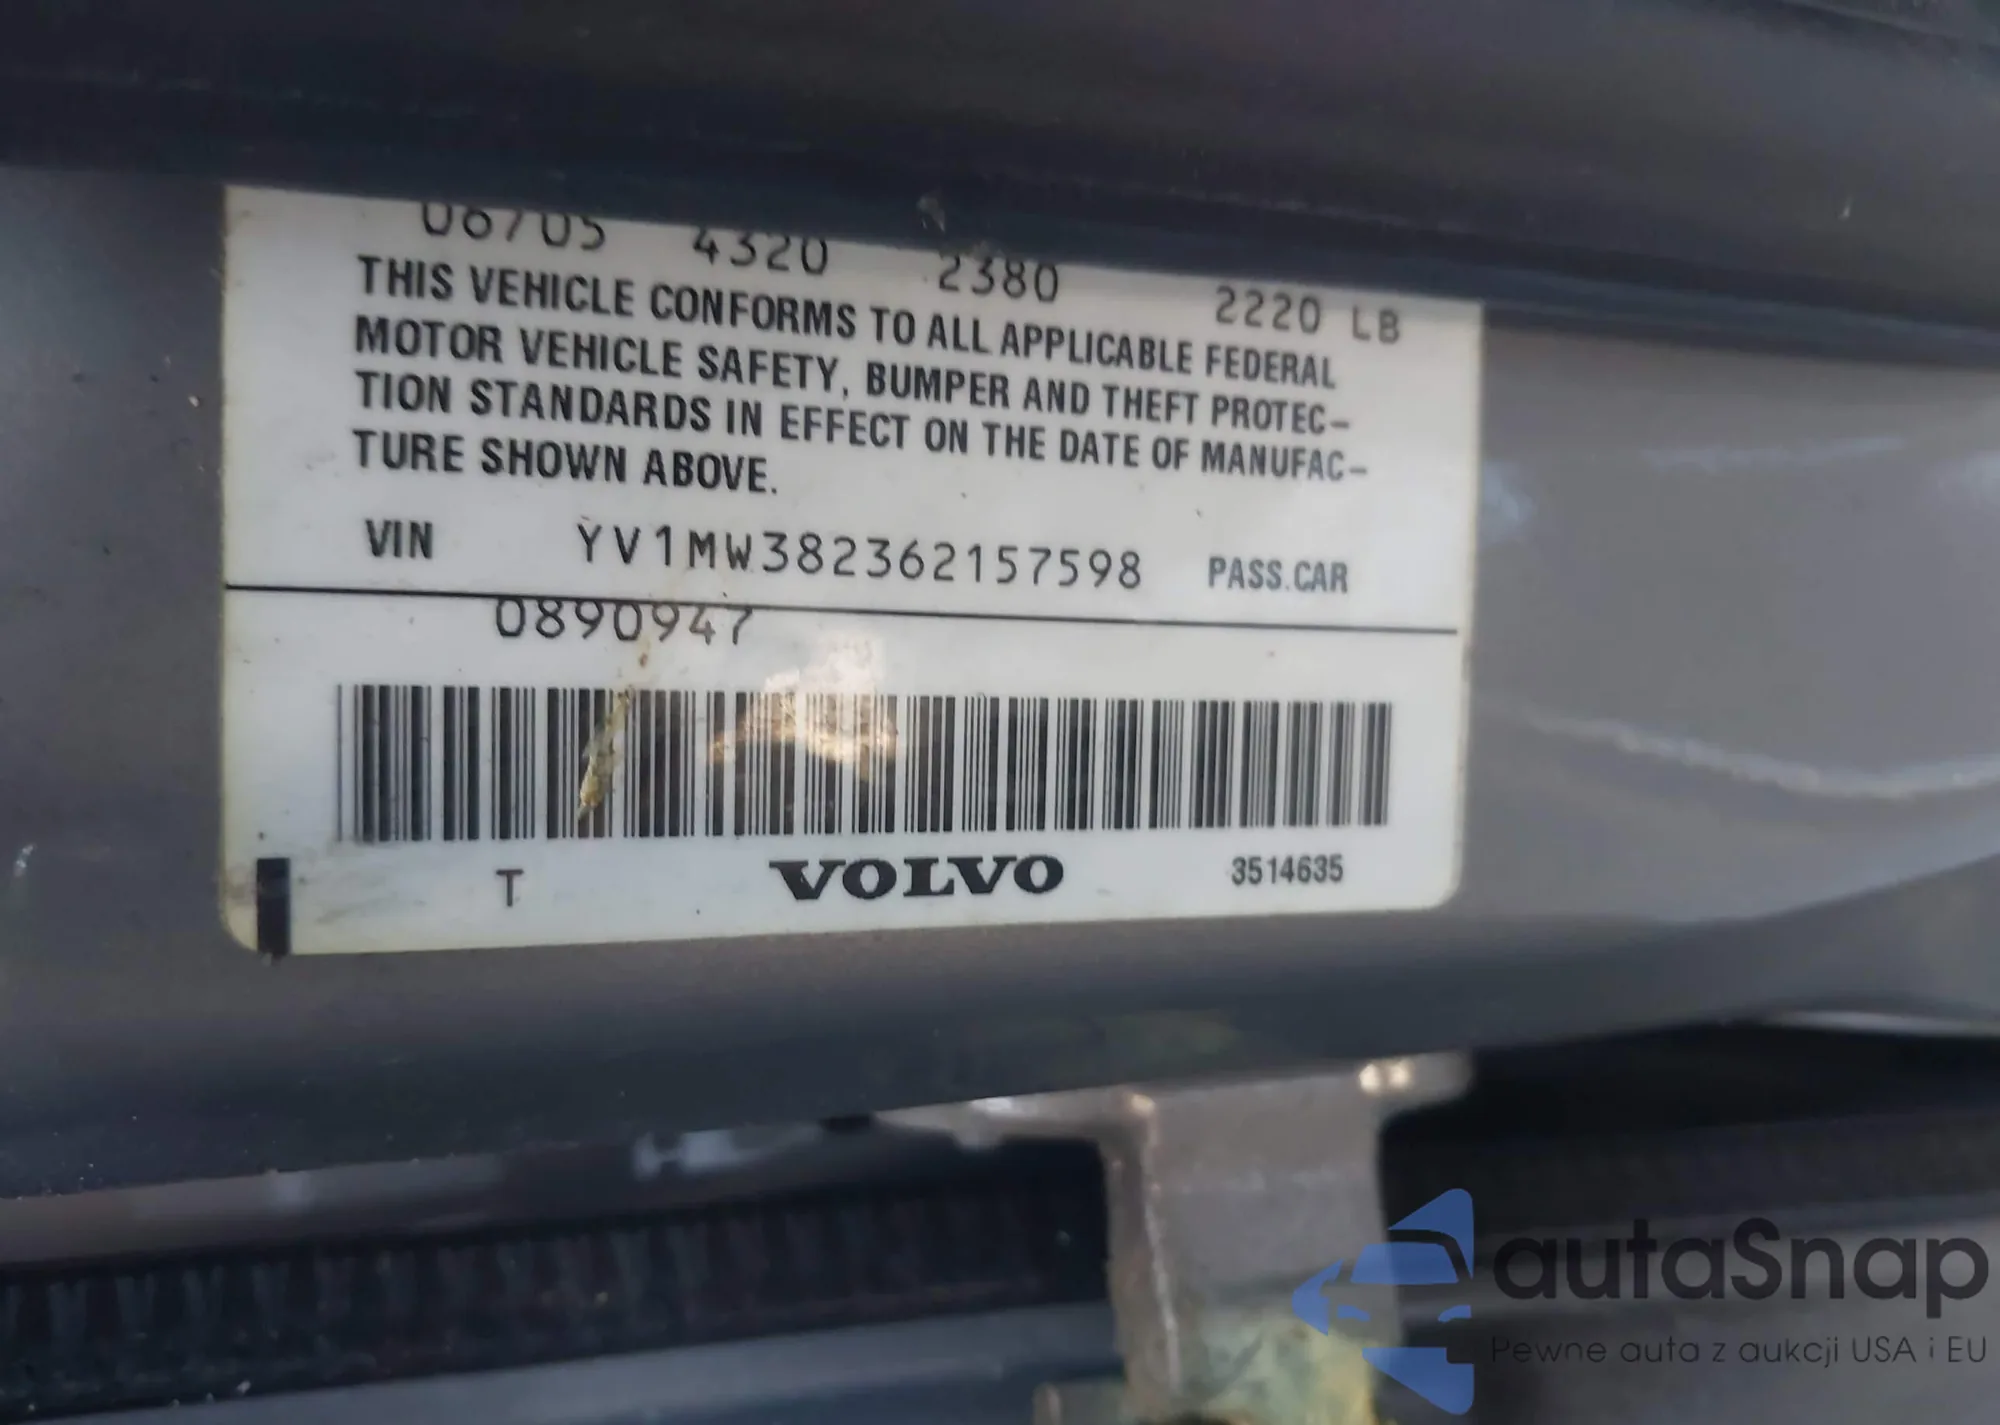 06705 4320 2380 2220 LB
THIS VEHICLE CONFORMS TO ALL APPLICABLE FEDERAL
MOTOR VEHICLE SAFETY, BUMPER AND THEFT PROTEC–
TION STANDARDS IN EFFECT ON THE DATE OF MANUFAC–
TURE SHOWN ABOVE.
VIN YV1MW382362157598 PASS.CAR
0890947
T VOLVO 3514635
autaSnap
Pewne auta z aukcji USA i EU